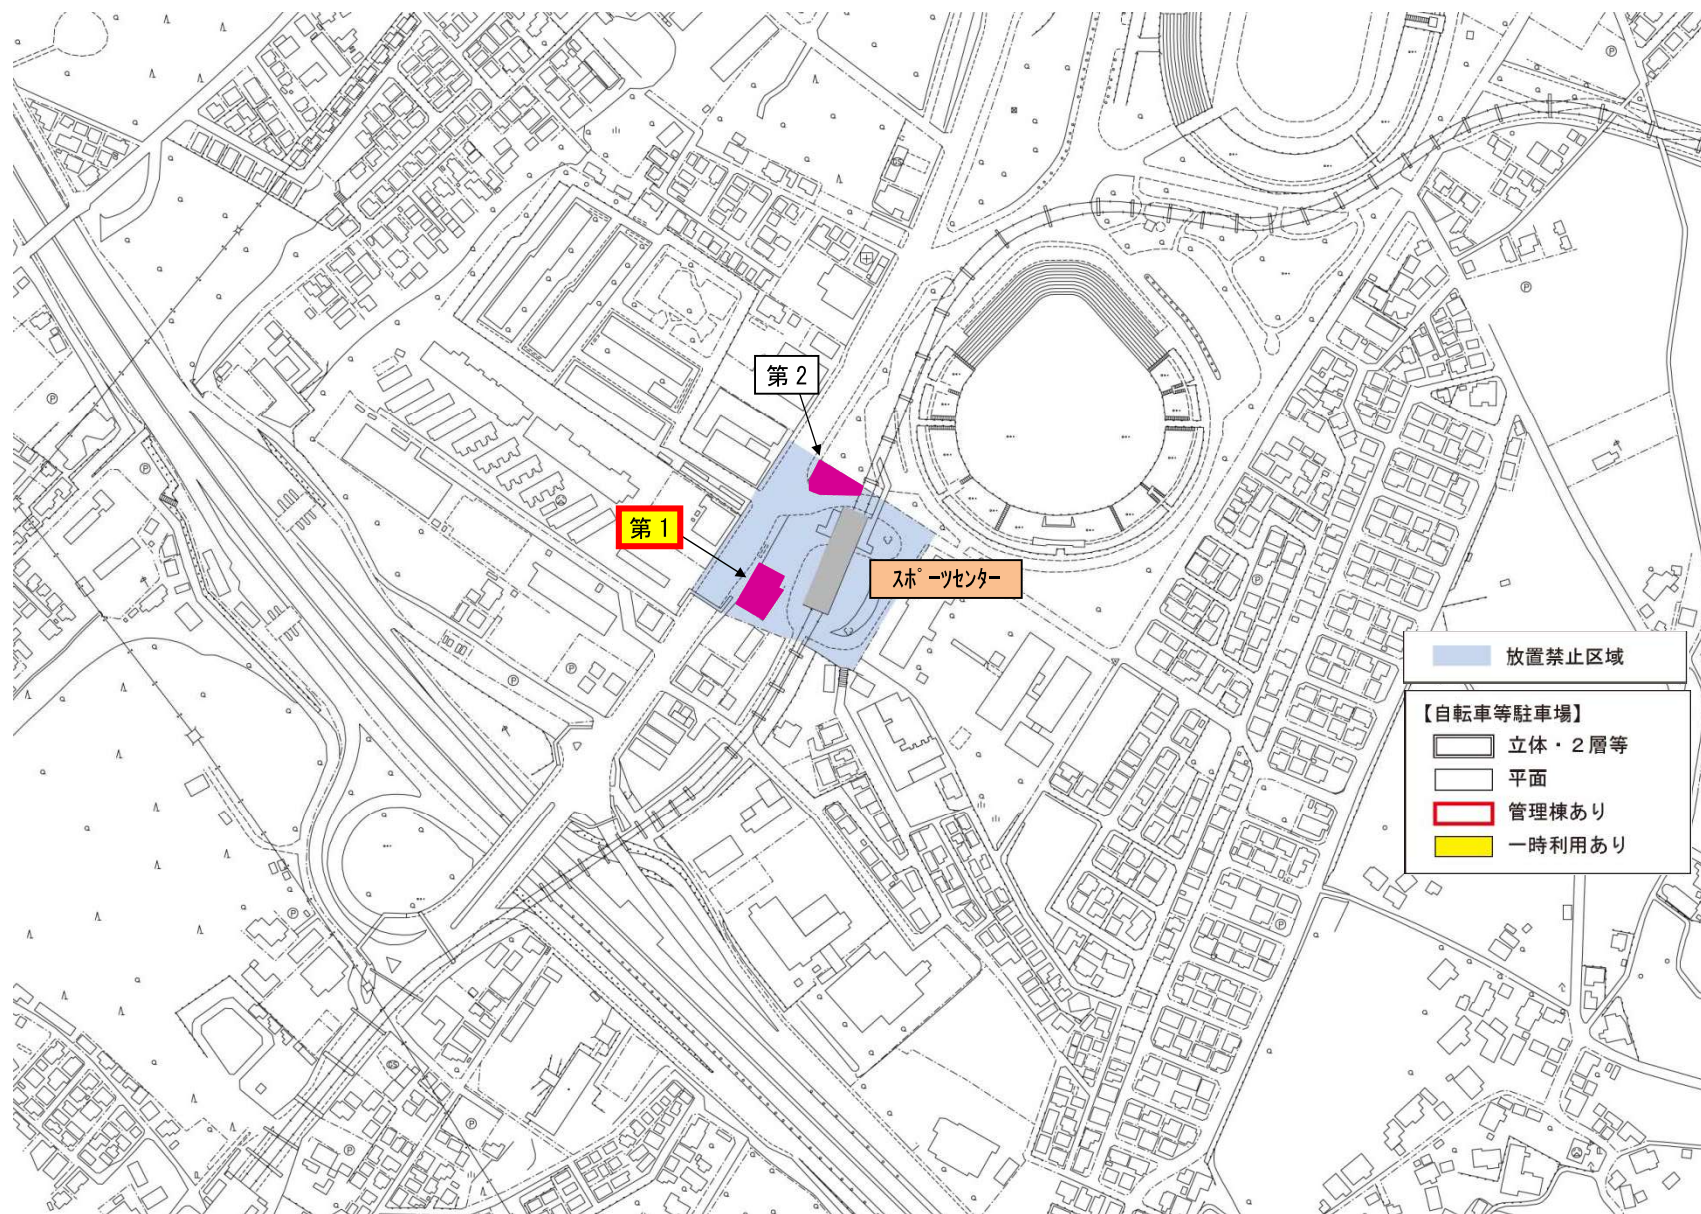 第２
第１
スポーツセンター
放置禁止区域
【自転車等駐車場】
立体・２層等
平面
管理棟あり
一時利用あり